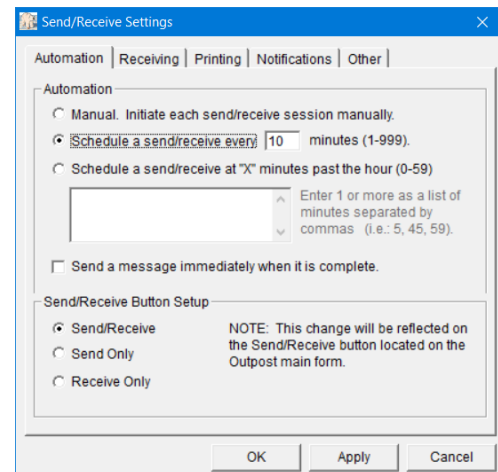 Send/Receive Settings
Automation Receiving Printing Notifications Other
Automation
Manual. Initiate each send/receive session manually.
Schedule a send/receive every 10 minutes (1-999).
Schedule a send/receive at "X" minutes past the hour (0-59)
Enter 1 or more as a list of
minutes separated by
commas (i.e.: 5, 45, 59).
Send a message immediately when it is complete.
Send/Receive Button Setup
Send/Receive
Send Only
Receive Only
NOTE: This change will be reflected on
the Send/Receive button located on the
Outpost main form.
OK Apply Cancel